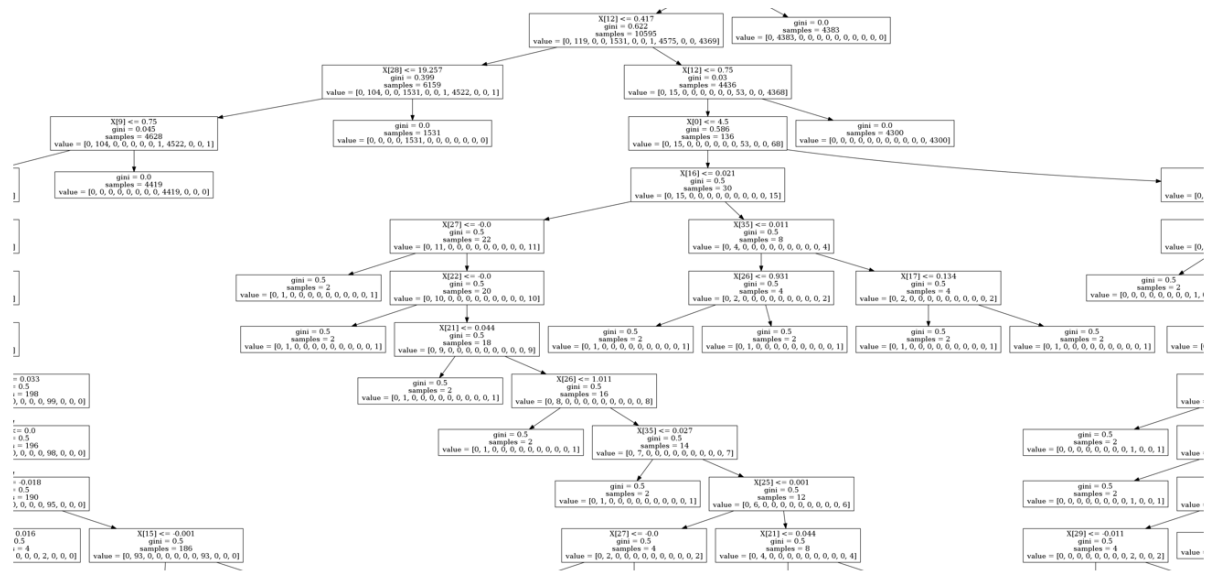 X[12] <= 0.417
gini = 0.622
samples = 10595
value = [0, 119, 0, 0, 1531, 0, 0, 1, 4575, 0, 0, 4369]
gini = 0.0
samples = 4383
value = [0, 4383, 0, 0, 0, 0, 0, 0, 0, 0, 0, 0]
X[28] <= 19.257
gini = 0.399
samples = 6159
value = [0, 104, 0, 0, 1531, 0, 0, 1, 4522, 0, 0, 1]
X[12] <= 0.75
gini = 0.03
samples = 4436
value = [0, 15, 0, 0, 0, 0, 0, 0, 53, 0, 0, 4368]
X[9] <= 0.75
gini = 0.045
samples = 4628
value = [0, 104, 0, 0, 0, 0, 0, 1, 4522, 0, 0, 1]
gini = 0.0
samples = 1531
value = [0, 0, 0, 0, 1531, 0, 0, 0, 0, 0, 0, 0]
X[0] <= 4.5
gini = 0.586
samples = 136
value = [0, 15, 0, 0, 0, 0, 0, 0, 53, 0, 0, 68]
gini = 0.0
samples = 4300
value = [0, 0, 0, 0, 0, 0, 0, 0, 0, 0, 0, 4300]
gini = 0.0
samples = 4419
value = [0, 0, 0, 0, 0, 0, 0, 0, 4419, 0, 0, 0]
X[16] <= 0.021
gini = 0.5
samples = 30
value = [0, 15, 0, 0, 0, 0, 0, 0, 0, 0, 0, 15]
value = [0,
X[27] <= -0.0
gini = 0.5
samples = 22
value = [0, 11, 0, 0, 0, 0, 0, 0, 0, 0, 0, 11]
X[35] <= 0.011
gini = 0.5
samples = 8
value = [0, 4, 0, 0, 0, 0, 0, 0, 0, 0, 0, 4]
value = [0,
gini = 0.5
samples = 2
value = [0, 1, 0, 0, 0, 0, 0, 0, 0, 0, 0, 1]
X[22] <= -0.0
gini = 0.5
samples = 20
value = [0, 10, 0, 0, 0, 0, 0, 0, 0, 0, 0, 10]
X[26] <= 0.931
gini = 0.5
samples = 4
value = [0, 2, 0, 0, 0, 0, 0, 0, 0, 0, 0, 2]
X[17] <= 0.134
gini = 0.5
samples = 4
value = [0, 2, 0, 0, 0, 0, 0, 0, 0, 0, 0, 2]
gini = 0.5
samples = 2
value = [0, 0, 0, 0, 0, 0, 0, 0, 1,
gini = 0.5
samples = 2
value = [0, 1, 0, 0, 0, 0, 0, 0, 0, 0, 0, 1]
X[21] <= 0.044
gini = 0.5
samples = 18
value = [0, 9, 0, 0, 0, 0, 0, 0, 0, 0, 0, 9]
gini = 0.5
samples = 2
value = [0, 1, 0, 0, 0, 0, 0, 0, 0, 0, 0, 1]
gini = 0.5
samples = 2
value = [0, 1, 0, 0, 0, 0, 0, 0, 0, 0, 0, 1]
gini = 0.5
samples = 2
value = [0, 1, 0, 0, 0, 0, 0, 0, 0, 0, 0, 1]
gini = 0.5
samples = 2
value = [0, 1, 0, 0, 0, 0, 0, 0, 0, 0, 0, 1]
value = [
= 0.033
= 0.5
= 198
0, 0, 0, 0, 99, 0, 0, 0]
gini = 0.5
samples = 2
value = [0, 1, 0, 0, 0, 0, 0, 0, 0, 0, 0, 1]
X[26] <= 1.011
gini = 0.5
samples = 16
value = [0, 8, 0, 0, 0, 0, 0, 0, 0, 0, 0, 8]
value
= 0.0
= 0.5
= 196
0, 0, 0, 0, 98, 0, 0, 0]
gini = 0.5
samples = 2
value = [0, 1, 0, 0, 0, 0, 0, 0, 0, 0, 0, 1]
X[35] <= 0.027
gini = 0.5
samples = 14
value = [0, 7, 0, 0, 0, 0, 0, 0, 0, 0, 0, 7]
gini = 0.5
samples = 2
value = [0, 0, 0, 0, 0, 0, 0, 0, 1, 0, 0, 1]
value
= -0.018
= 0.5
= 190
0, 0, 0, 0, 95, 0, 0, 0]
gini = 0.5
samples = 2
value = [0, 1, 0, 0, 0, 0, 0, 0, 0, 0, 0, 1]
X[25] <= 0.001
gini = 0.5
samples = 12
value = [0, 6, 0, 0, 0, 0, 0, 0, 0, 0, 0, 6]
gini = 0.5
samples = 2
value = [0, 0, 0, 0, 0, 0, 0, 0, 1, 0, 0, 1]
value
0.016
0.5
= 4
0, 0, 0, 2, 0, 0, 0]
X[15] <= -0.001
gini = 0.5
samples = 186
value = [0, 93, 0, 0, 0, 0, 0, 0, 93, 0, 0, 0]
X[27] <= -0.0
gini = 0.5
samples = 4
value = [0, 2, 0, 0, 0, 0, 0, 0, 0, 0, 0, 2]
X[21] <= 0.044
gini = 0.5
samples = 8
value = [0, 4, 0, 0, 0, 0, 0, 0, 0, 0, 0, 4]
X[29] <= -0.011
gini = 0.5
samples = 4
value = [0, 0, 0, 0, 0, 0, 0, 0, 2, 0, 0, 2]
value